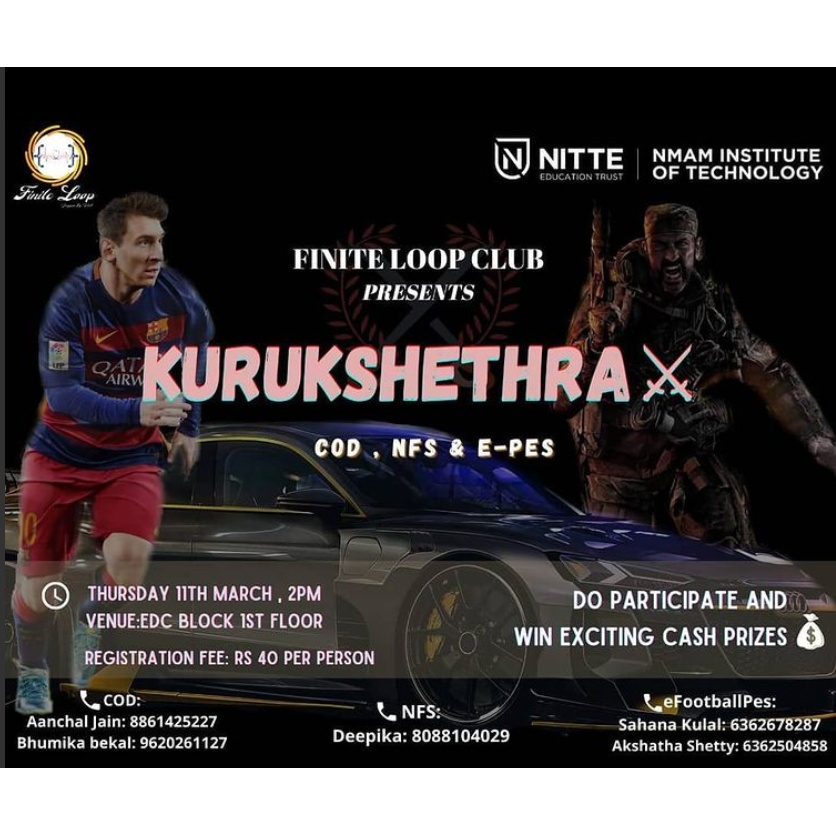 Finite Loop
NITTE
EDUCATION TRUST
NMAM INSTITUTE
OF TECHNOLOGY
FINITE LOOP CLUB
PRESENTS
KURUKSHETHRA
COD , NFS & E-PES
QATAR
AIRW
THURSDAY 11TH MARCH , 2PM
VENUE:EDC BLOCK 1ST FLOOR
REGISTRATION FEE: RS 40 PER PERSON
DO PARTICIPATE AND
WIN EXCITING CASH PRIZES
COD:
Aanchal Jain: 8861425227
Bhumika bekal: 9620261127
NFS:
Deepika: 8088104029
eFootballPes:
Sahana Kulal: 6362678287
Akshatha Shetty: 6362504858